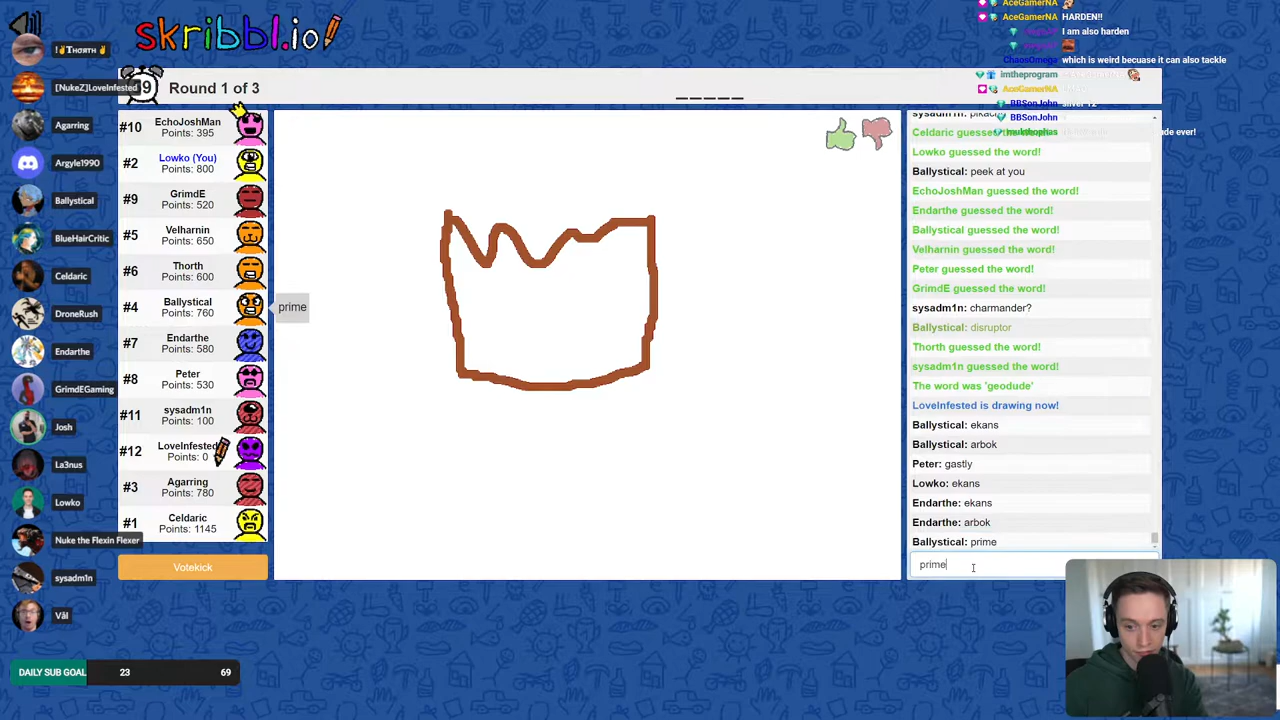 skribbl.io
!✌Thorth✌
[NukeZ]LoveInfested
Agarring
Argyle1990
Ballystical
BlueHairCritic
Celdaric
DroneRush
Endarthe
GrimdEGaming
Josh
La3nus
Lowko
Nuke the Flexin Flexer
sysadm1n
Väl
DAILY SUB GOAL 23 69
Round 1 of 3
_ _ _ _ _
#10 EchoJoshMan
Points: 395
#2 Lowko (You)
Points: 800
#9 GrimdE
Points: 520
#5 Velharnin
Points: 650
#6 Thorth
Points: 600
#4 Ballystical
Points: 760
prime
#7 Endarthe
Points: 580
#8 Peter
Points: 530
#11 sysadm1n
Points: 100
#12 LoveInfested
Points: 0
#3 Agarring
Points: 780
#1 Celdaric
Points: 1145
Votekick
AceGamerNA
AceGamerNA HARDEN!!
I am also harden
ChaosOmega which is weird becuase it can also tackle
imtheprogram
AceGamerNA
BBSonJohn silver 12
BBSonJohn
sysadm1n:
Celdaric guessed
Lowko guessed the word!
Ballystical: peek at you
EchoJoshMan guessed the word!
Endarthe guessed the word!
Ballystical guessed the word!
Velharnin guessed the word!
Peter guessed the word!
GrimdE guessed the word!
sysadm1n: charmander?
Ballystical: disruptor
Thorth guessed the word!
sysadm1n guessed the word!
The word was 'geodude'
LoveInfested is drawing now!
Ballystical: ekans
Ballystical: arbok
Peter: gastly
Lowko: ekans
Endarthe: ekans
Endarthe: arbok
Ballystical: prime
prime